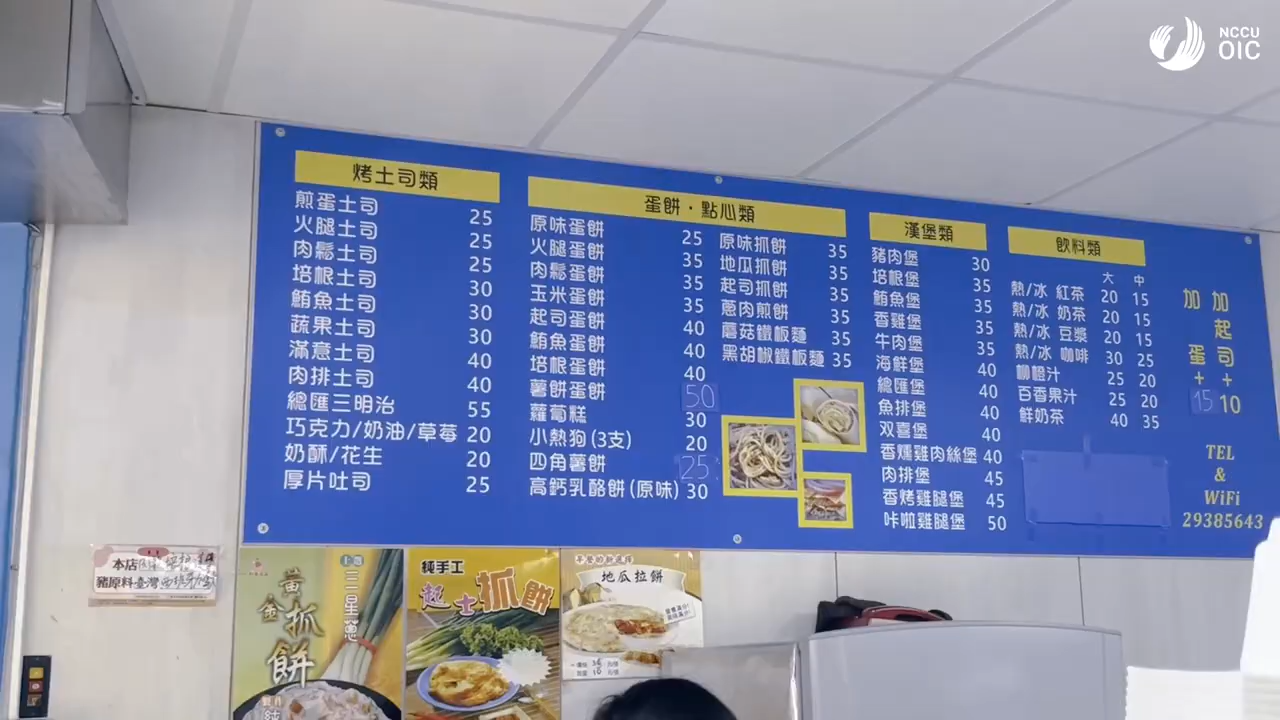 NCCU
OIC
烤土司類
煎蛋土司 25
火腿土司 25
肉鬆土司 25
培根土司 30
鮪魚土司 30
蔬果土司 30
滿意土司 40
肉排土司 40
總匯三明治 55
巧克力/奶油/草莓 20
奶酥/花生 20
厚片吐司 25
蛋餅·點心類
原味蛋餅 25
火腿蛋餅 35
肉鬆蛋餅 35
玉米蛋餅 35
起司蛋餅 40
鮪魚蛋餅 40
培根蛋餅 40
薯餅蛋餅 50
蘿蔔糕 30
小熱狗(3支) 20
四角薯餅 25
高鈣乳酪餅(原味) 30
原味抓餅 35
地瓜抓餅 35
起司抓餅 35
蔥肉煎餅 35
蘑菇鐵板麵 35
黑胡椒鐵板麵 35
漢堡類
豬肉堡 30
培根堡 35
鮪魚堡 35
香雞堡 35
牛肉堡 35
海鮮堡 40
總匯堡 40
魚排堡 40
双喜堡 40
香燻雞肉絲堡 40
肉排堡 45
香烤雞腿堡 45
咔啦雞腿堡 50
飲料類
大 中
熱/冰 紅茶 20 15
熱/冰 奶茶 20 15
熱/冰 豆漿 20 15
熱/冰 咖啡 30 25
柳橙汁 25 20
百香果汁 25 20
鮮奶茶 40 35
加蛋+15
加起司+10
TEL
&
WiFi
29385643
本店
豬原料臺灣
黃金抓餅
上選
三星蔥
純手工
起士抓餅
地瓜拉餅